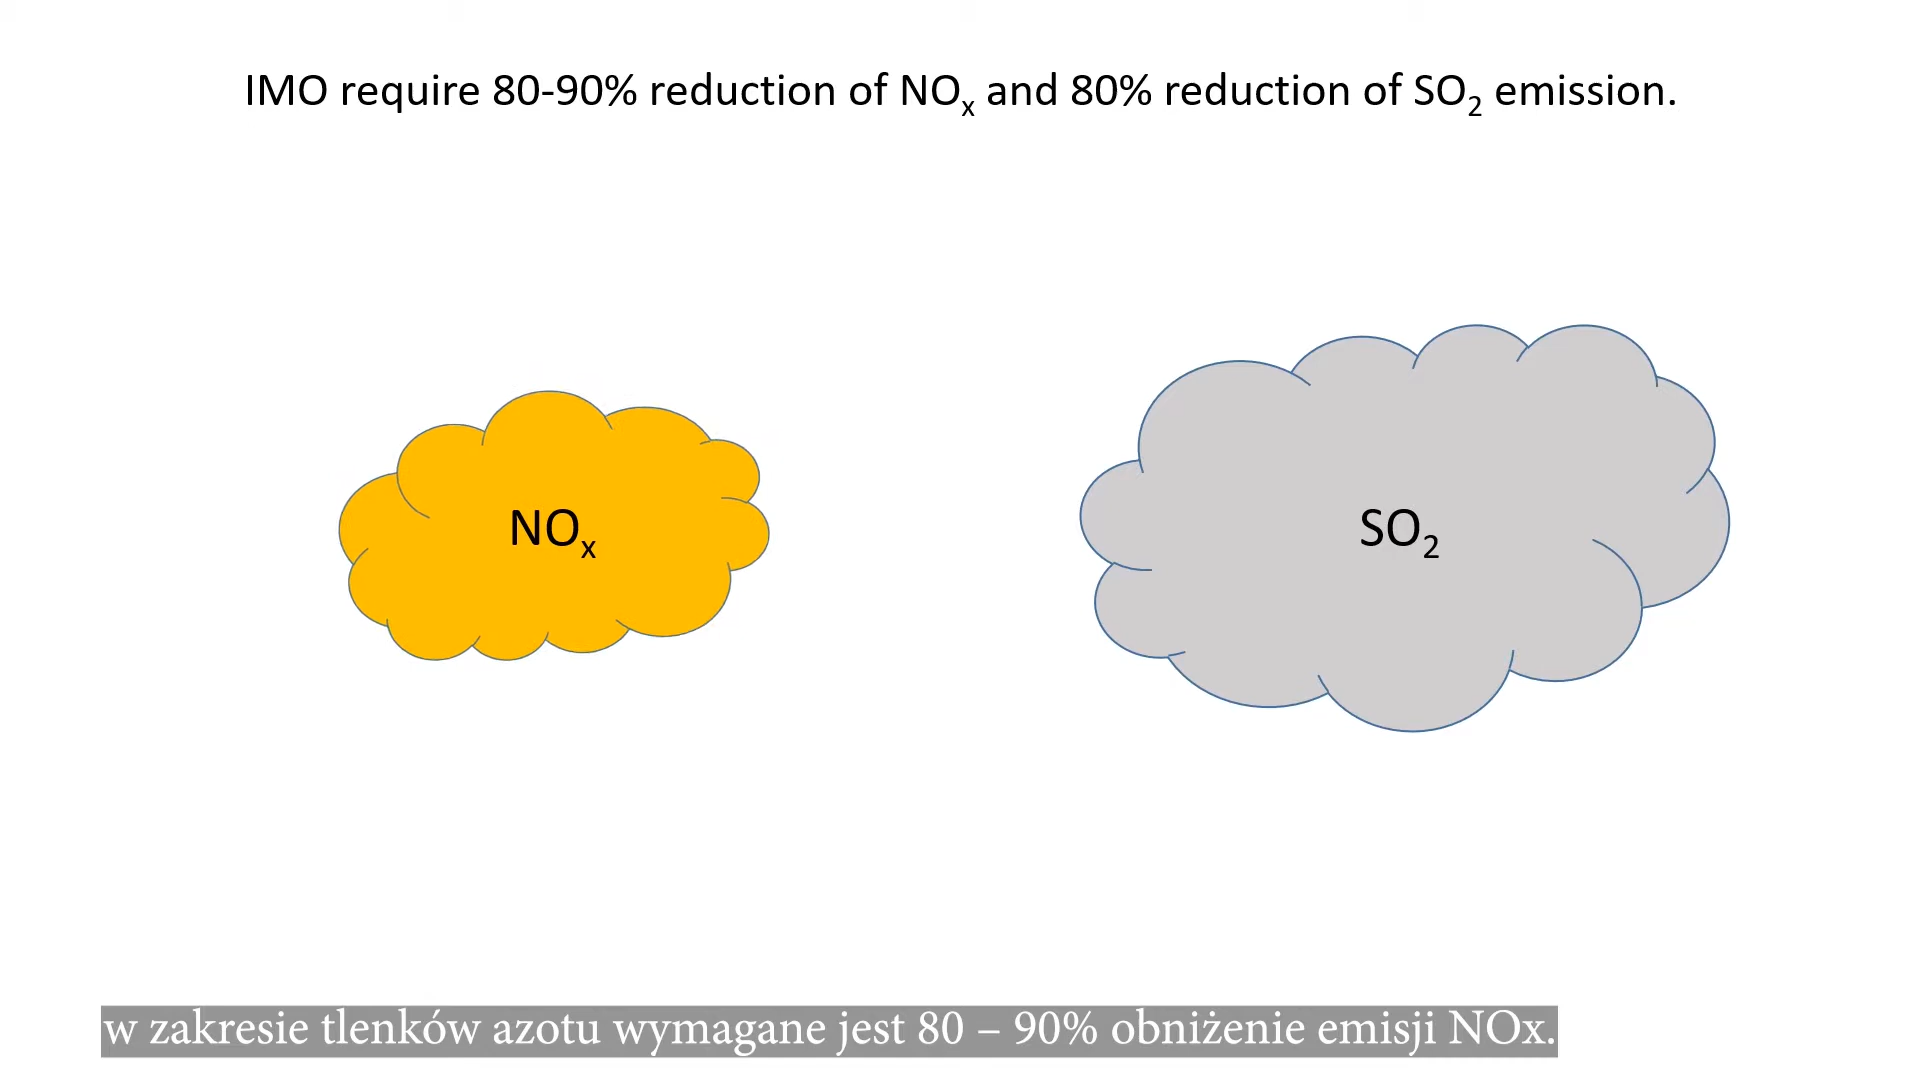 IMO require 80-90% reduction of NOₓ and 80% reduction of SO₂ emission.
NOₓ
SO₂
w zakresie tlenków azotu wymagane jest 80 – 90% obniżenie emisji NOx.